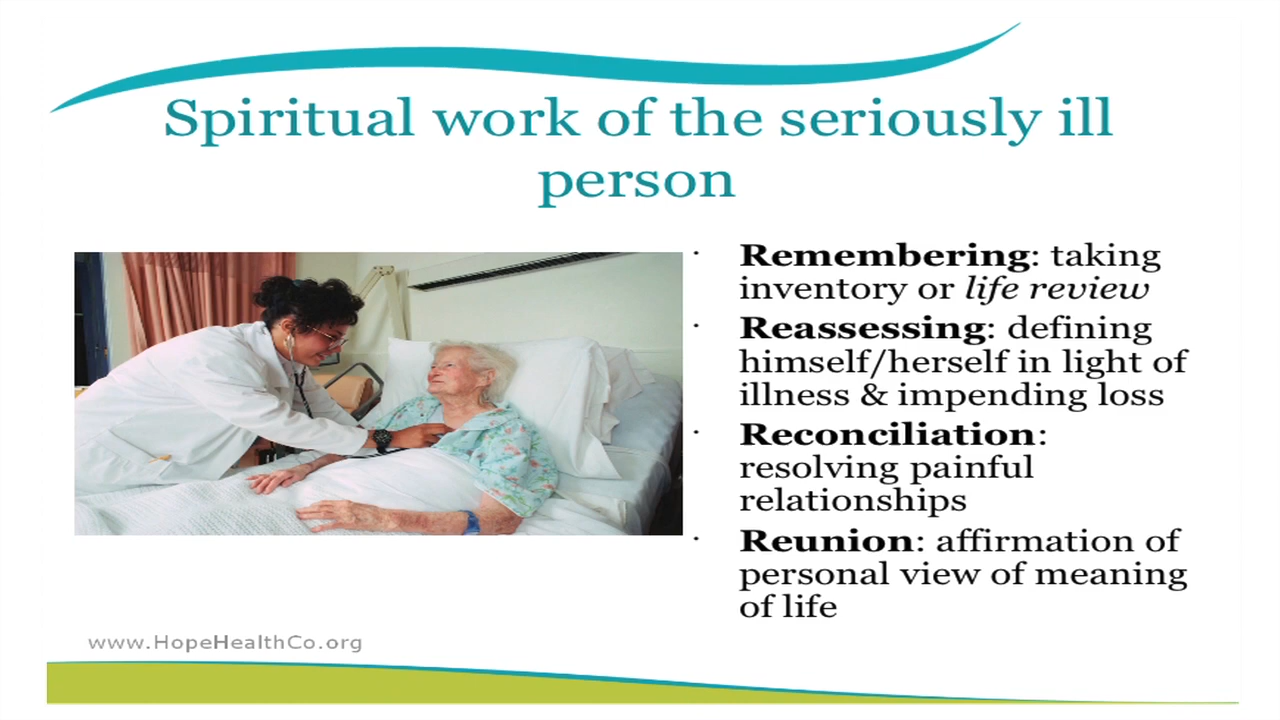 Spiritual work of the seriously ill
person
· Remembering: taking
inventory or life review
· Reassessing: defining
himself/herself in light of
illness & impending loss
· Reconciliation:
resolving painful
relationships
· Reunion: affirmation of
personal view of meaning
of life
www.HopeHealthCo.org